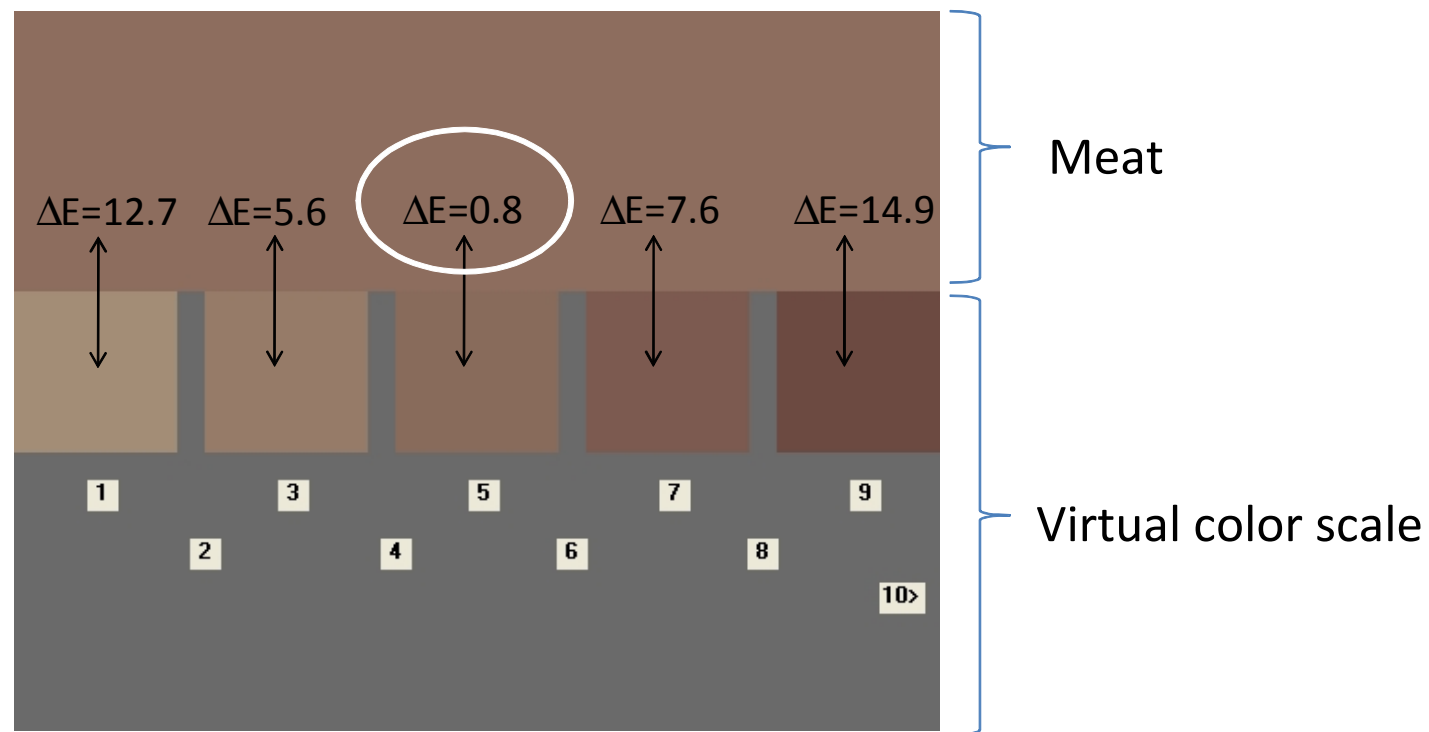 Meat
ΔE=12.7 ΔE=5.6 ΔE=0.8 ΔE=7.6 ΔE=14.9
1 3 5 7 9
Virtual color scale
2 4 6 8
10>